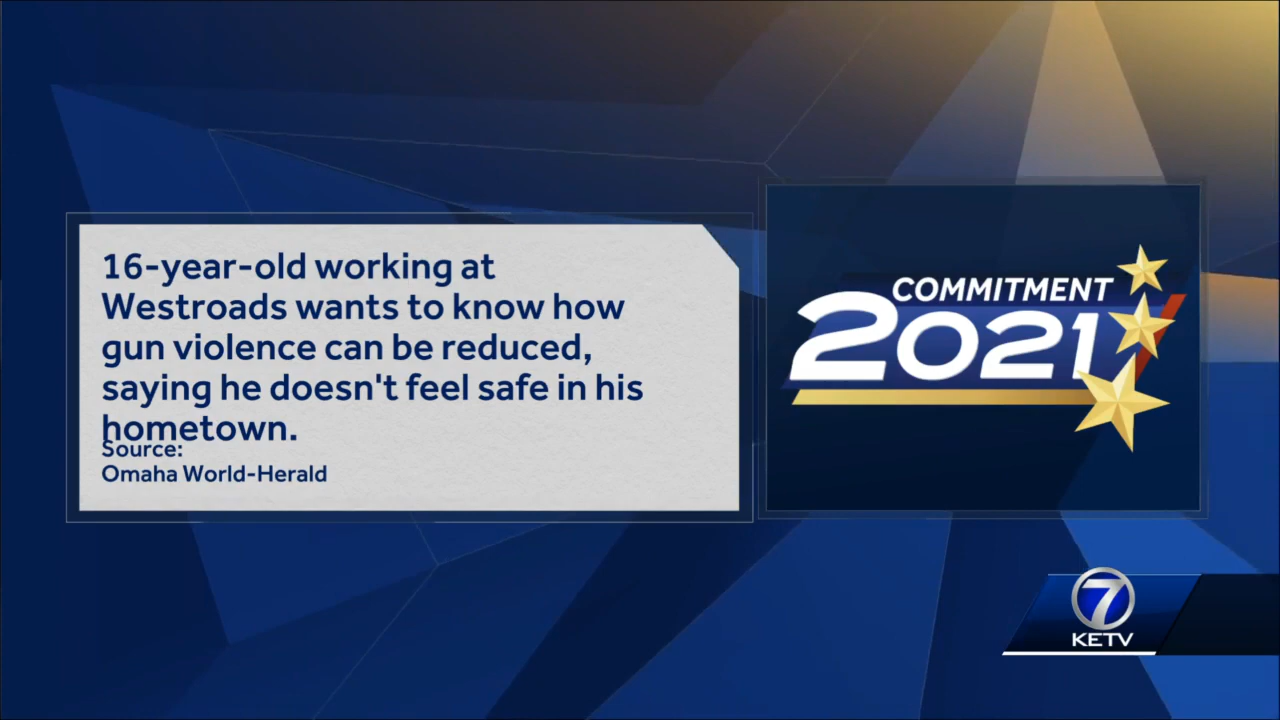 16-year-old working at
Westroads wants to know how
gun violence can be reduced,
saying he doesn't feel safe in his
hometown.
Source:
Omaha World-Herald
COMMITMENT
2021
7
KETV